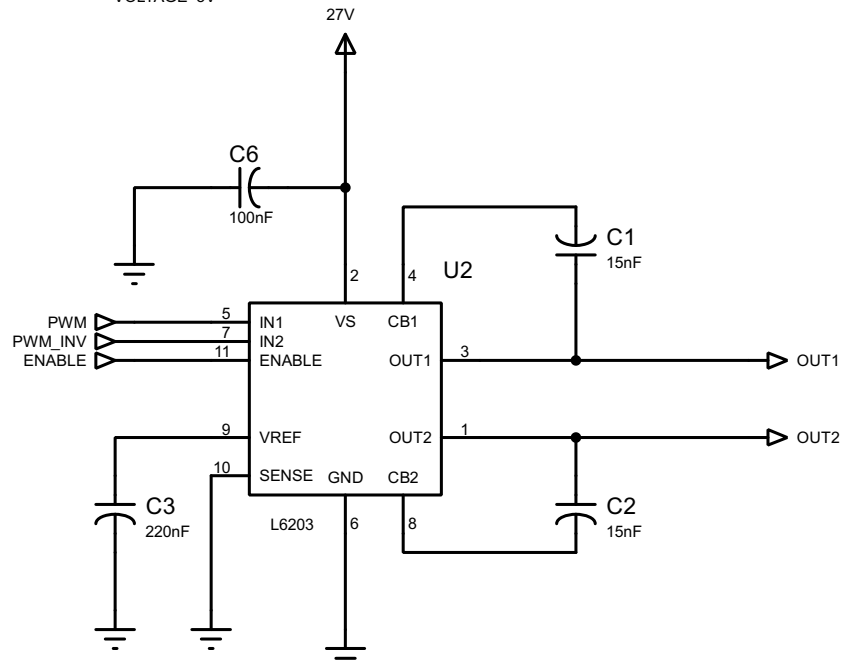 27V
C6
100nF
C1
15nF
2
4
U2
PWM
5
IN1
VS
CB1
PWM_INV
7
IN2
ENABLE
11
ENABLE
OUT1
3
OUT1
9
VREF
OUT2
1
OUT2
10
SENSE
GND
CB2
C3
220nF
L6203
6
8
C2
15nF